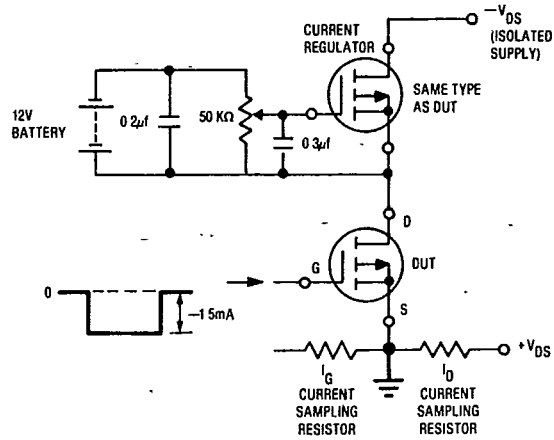 −VDS
(ISOLATED
SUPPLY)
CURRENT
REGULATOR
SAME TYPE
AS DUT
12V
BATTERY
0 2µf
50 KΩ
0 3µf
D
DUT
G
S
0
−1 5mA
+VDS
IG
CURRENT
SAMPLING
RESISTOR
ID
CURRENT
SAMPLING
RESISTOR